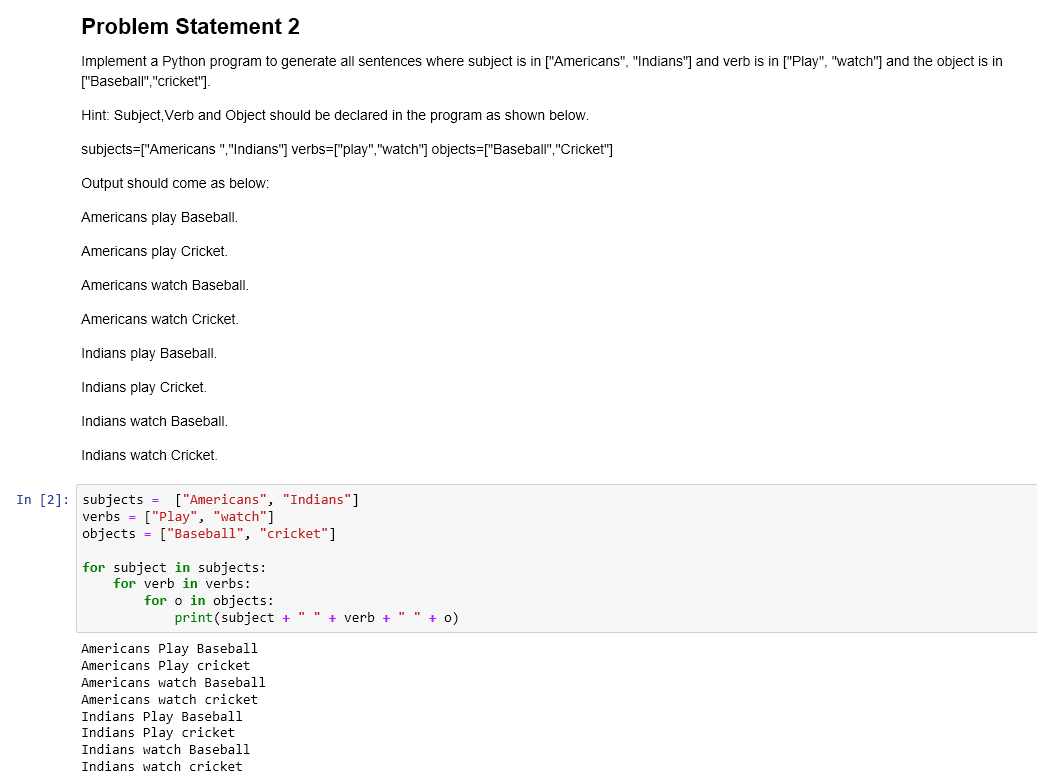 Problem Statement 2
Implement a Python program to generate all sentences where subject is in ["Americans", "Indians"] and verb is in ["Play", "watch"] and the object is in
["Baseball","cricket"].
Hint: Subject,Verb and Object should be declared in the program as shown below.
subjects=["Americans ","Indians"] verbs=["play","watch"] objects=["Baseball","Cricket"]
Output should come as below:
Americans play Baseball.
Americans play Cricket.
Americans watch Baseball.
Americans watch Cricket.
Indians play Baseball.
Indians play Cricket.
Indians watch Baseball.
Indians watch Cricket.
In [2]: subjects =  ["Americans", "Indians"]
verbs = ["Play", "watch"]
objects = ["Baseball", "cricket"]
for subject in subjects:
    for verb in verbs:
        for o in objects:
            print(subject + " " + verb + " " + o)
Americans Play Baseball
Americans Play cricket
Americans watch Baseball
Americans watch cricket
Indians Play Baseball
Indians Play cricket
Indians watch Baseball
Indians watch cricket